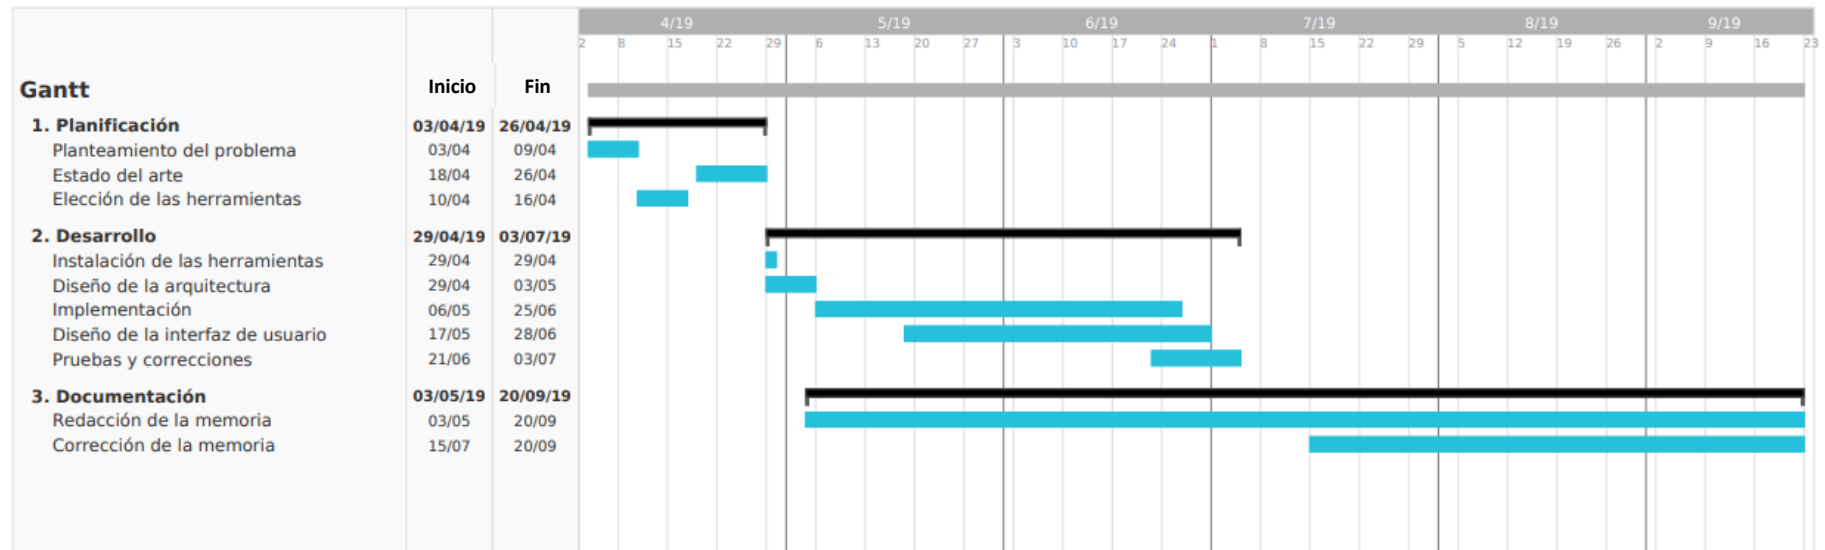 4/19 5/19 6/19 7/19 8/19 9/19
2 8 15 22 29 6 13 20 27 3 10 17 24 1 8 15 22 29 5 12 19 26 2 9 16 23
Gantt Inicio Fin
1. Planificación 03/04/19 26/04/19
Planteamiento del problema 03/04 09/04
Estado del arte 18/04 26/04
Elección de las herramientas 10/04 16/04
2. Desarrollo 29/04/19 03/07/19
Instalación de las herramientas 29/04 29/04
Diseño de la arquitectura 29/04 03/05
Implementación 06/05 25/06
Diseño de la interfaz de usuario 17/05 28/06
Pruebas y correcciones 21/06 03/07
3. Documentación 03/05/19 20/09/19
Redacción de la memoria 03/05 20/09
Corrección de la memoria 15/07 20/09